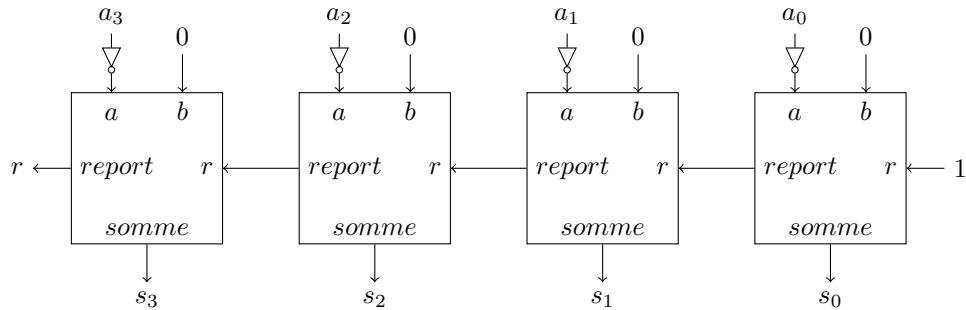 a₃ 0 a₂ 0 a₁ 0 a₀ 0
a b a b a b a b
r report r report r report r report r 1
somme somme somme somme
s₃ s₂ s₁ s₀